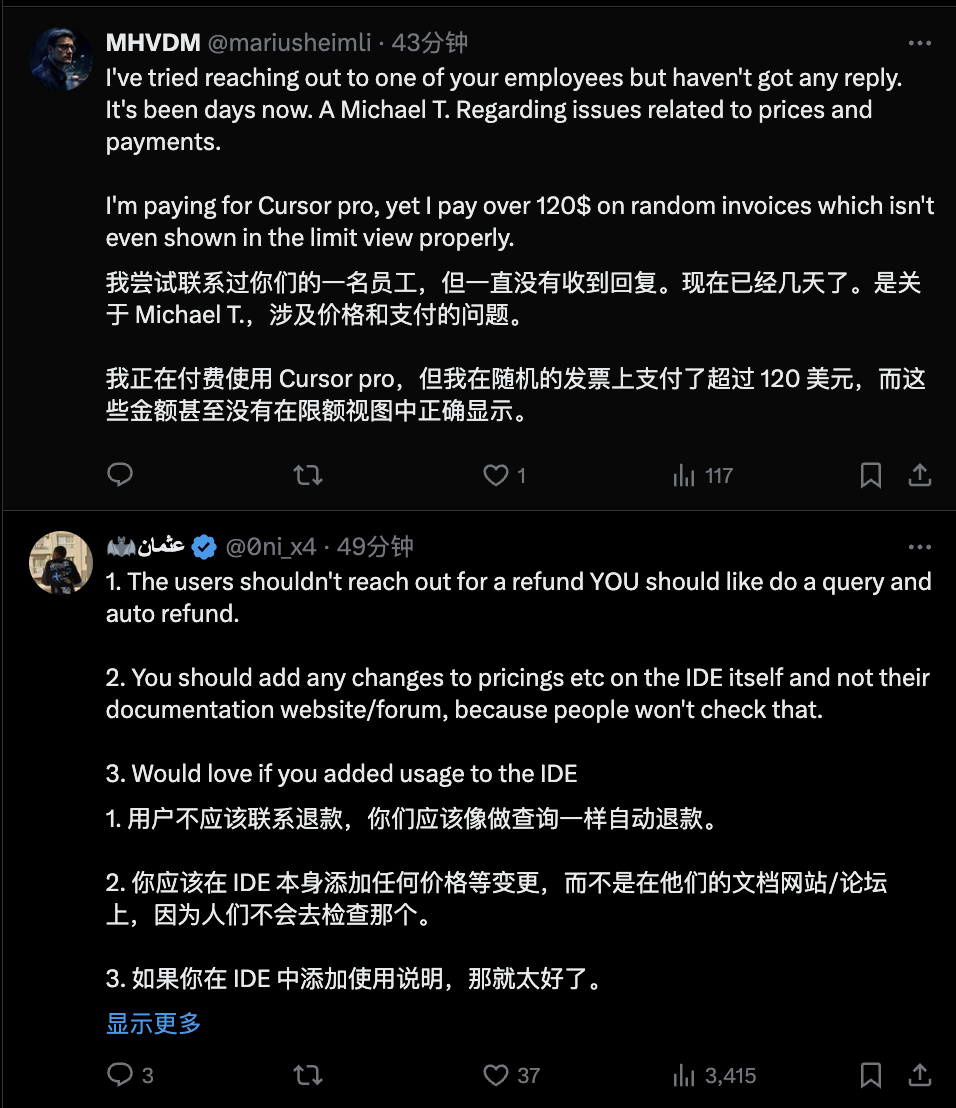 MHVDM @mariusheimli · 43分钟
I've tried reaching out to one of your employees but haven't got any reply.
It's been days now. A Michael T. Regarding issues related to prices and
payments.
I'm paying for Cursor pro, yet I pay over 120$ on random invoices which isn't
even shown in the limit view properly.
我尝试联系过你们的一名员工，但一直没有收到回复。现在已经几天了。是关
于 Michael T.，涉及价格和支付的问题。
我正在付费使用 Cursor pro，但我在随机的发票上支付了超过 120 美元，而这
些金额甚至没有在限额视图中正确显示。
1 117
🦇عثمان @0ni_x4 · 49分钟
1. The users shouldn't reach out for a refund YOU should like do a query and
auto refund.
2. You should add any changes to pricings etc on the IDE itself and not their
documentation website/forum, because people won't check that.
3. Would love if you added usage to the IDE
1. 用户不应该联系退款，你们应该像做查询一样自动退款。
2. 你应该在 IDE 本身添加任何价格等变更，而不是在他们的文档网站/论坛
上，因为人们不会去检查那个。
3. 如果你在 IDE 中添加使用说明，那就太好了。
显示更多
3 37 3,415